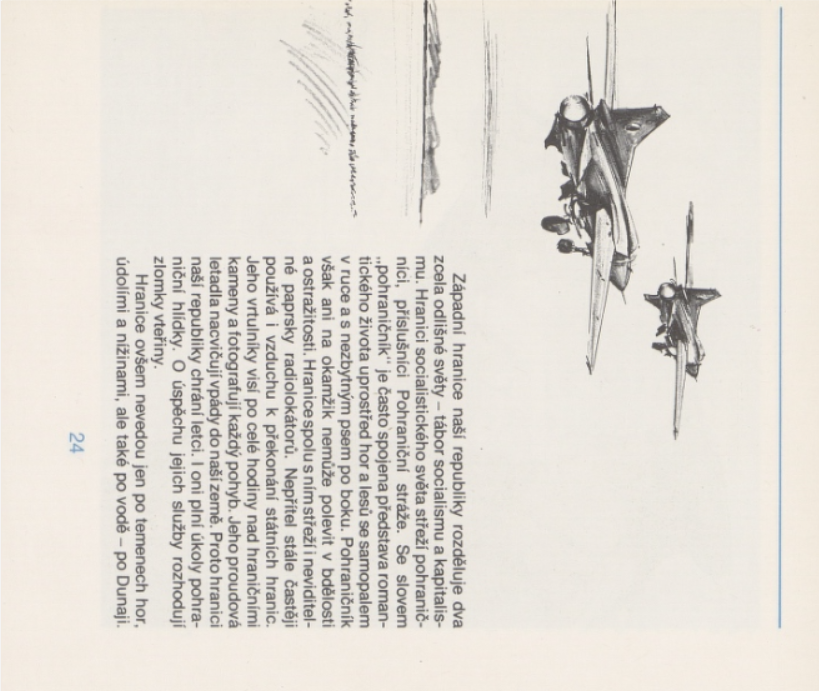 Západní hranice naší republiky rozděluje dva
zcela odlišné světy – tábor socialismu a kapitalis-
mu. Hranici socialistického světa střeží pohranič-
níci, příslušníci Pohraniční stráže. Se slovem
„pohraničník“ je často spojena představa roman-
tického života uprostřed hor a lesů se samopalem
v ruce a s nezbytným psem po boku. Pohraničník
však ani na okamžik nemůže polevit v bdělosti
a ostražitosti. Hranice spolu s ním střeží i neviditel-
né paprsky radiolokátorů. Nepřítel stále častěji
používá i vzduchu k překonání státních hranic.
Jeho vrtulníky visí po celé hodiny nad hraničními
kameny a fotografují každý pohyb. Jeho proudová
letadla nacvičují vpády do naší země. Proto hranici
naší republiky chrání letci. I oni plní úkoly pohra-
niční hlídky. O úspěchu jejich služby rozhodují
zlomky vteřiny.
Hranice ovšem nevedou jen po temenech hor,
údolími a nížinami, ale také po vodě – po Dunaji.
24